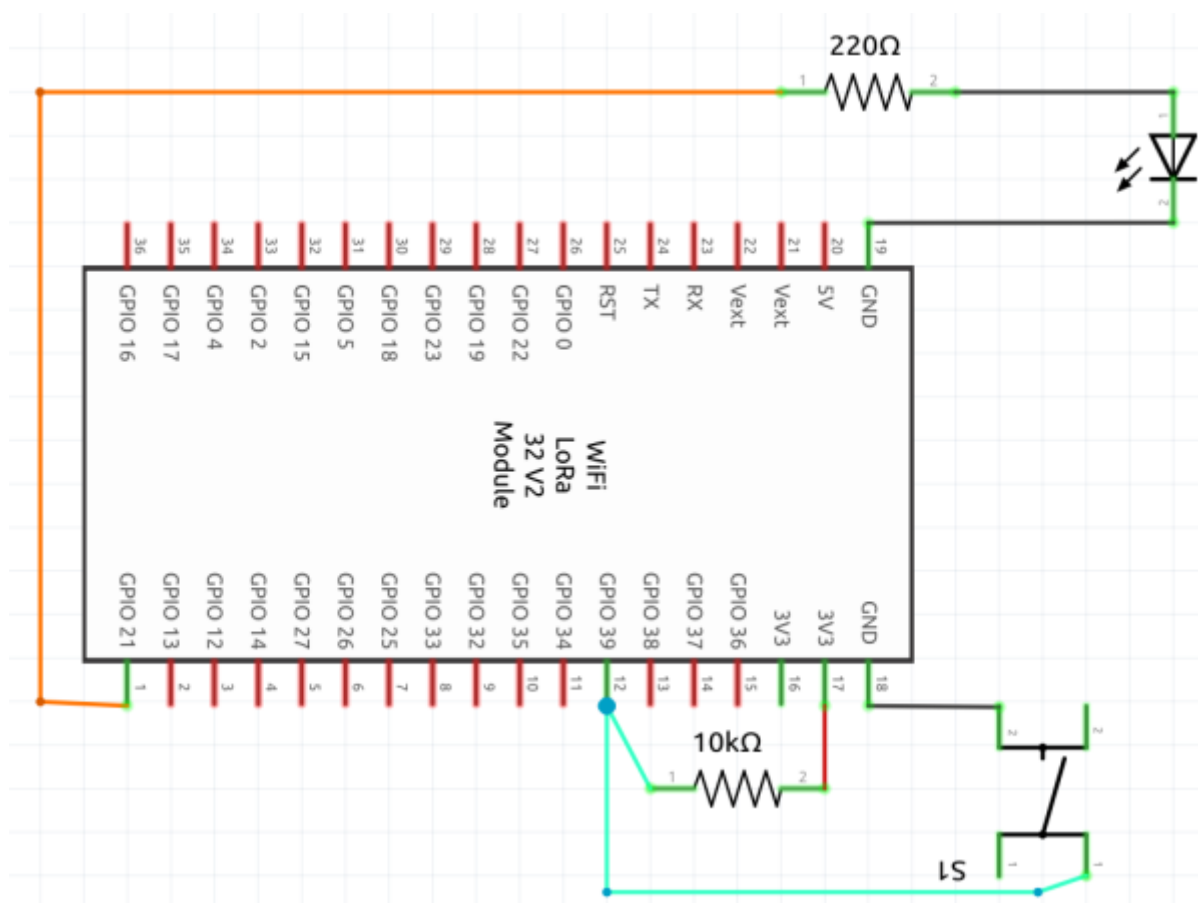 220Ω
1 2
1
2
36 35 34 33 32 31 30 29 28 27 26 25 24 23 22 21 20 19
GPIO 16 GPIO 17 GPIO 4 GPIO 2 GPIO 15 GPIO 5 GPIO 18 GPIO 23 GPIO 19 GPIO 22 GPIO 0 RST TX RX Vext Vext 5V GND
WiFi
LoRa
32 V2
Module
GPIO 21 GPIO 13 GPIO 12 GPIO 14 GPIO 27 GPIO 26 GPIO 25 GPIO 33 GPIO 32 GPIO 35 GPIO 34 GPIO 39 GPIO 38 GPIO 37 GPIO 36 3V3 3V3 GND
1 2 3 4 5 6 7 8 9 10 11 12 13 14 15 16 17 18
10kΩ
1 2
2 2
S1
1 1